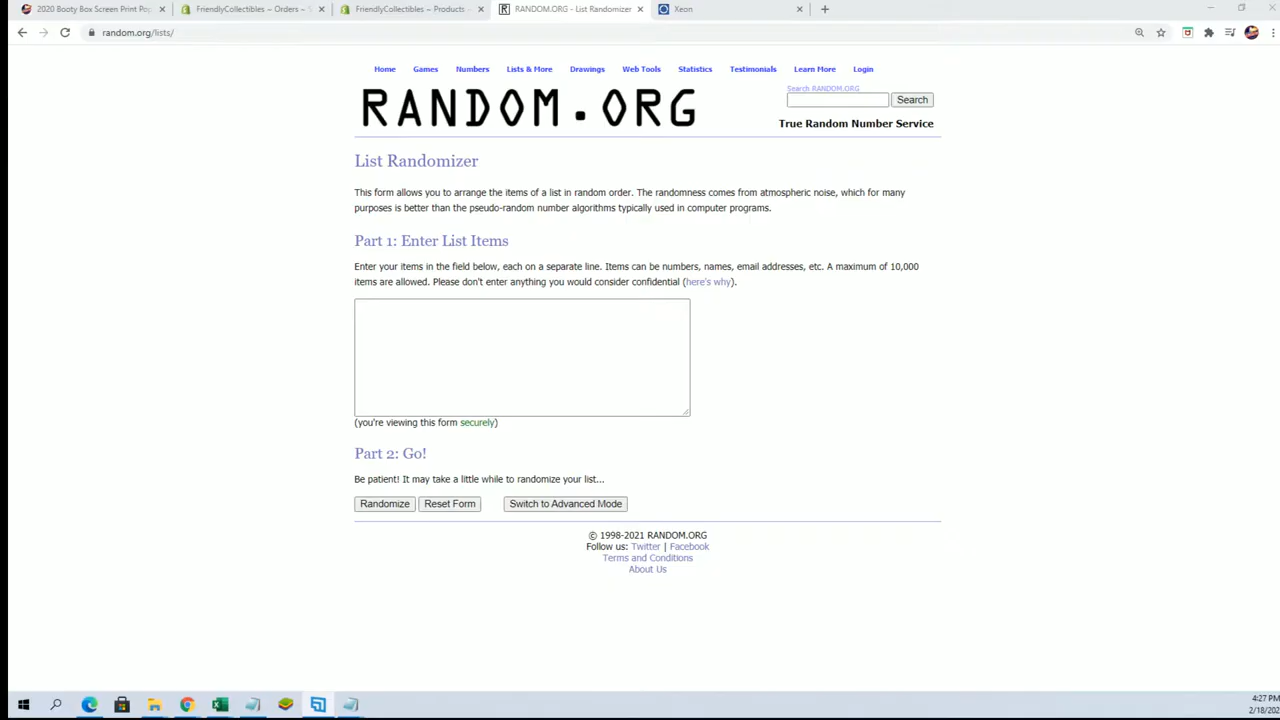 2020 Booty Box Screen Print Pop
FriendlyCollectibles ~ Orders ~ S
FriendlyCollectibles ~ Products ~
RANDOM.ORG - List Randomizer
Xeon
random.org/lists/
Home Games Numbers Lists & More Drawings Web Tools Statistics Testimonials Learn More Login
RANDOM.ORG
Search RANDOM.ORG
Search
True Random Number Service
List Randomizer
This form allows you to arrange the items of a list in random order. The randomness comes from atmospheric noise, which for many
purposes is better than the pseudo-random number algorithms typically used in computer programs.
Part 1: Enter List Items
Enter your items in the field below, each on a separate line. Items can be numbers, names, email addresses, etc. A maximum of 10,000
items are allowed. Please don't enter anything you would consider confidential (here's why).
(you're viewing this form securely)
Part 2: Go!
Be patient! It may take a little while to randomize your list...
Randomize Reset Form Switch to Advanced Mode
© 1998-2021 RANDOM.ORG
Follow us: Twitter | Facebook
Terms and Conditions
About Us
4:27 PM
2/18/202